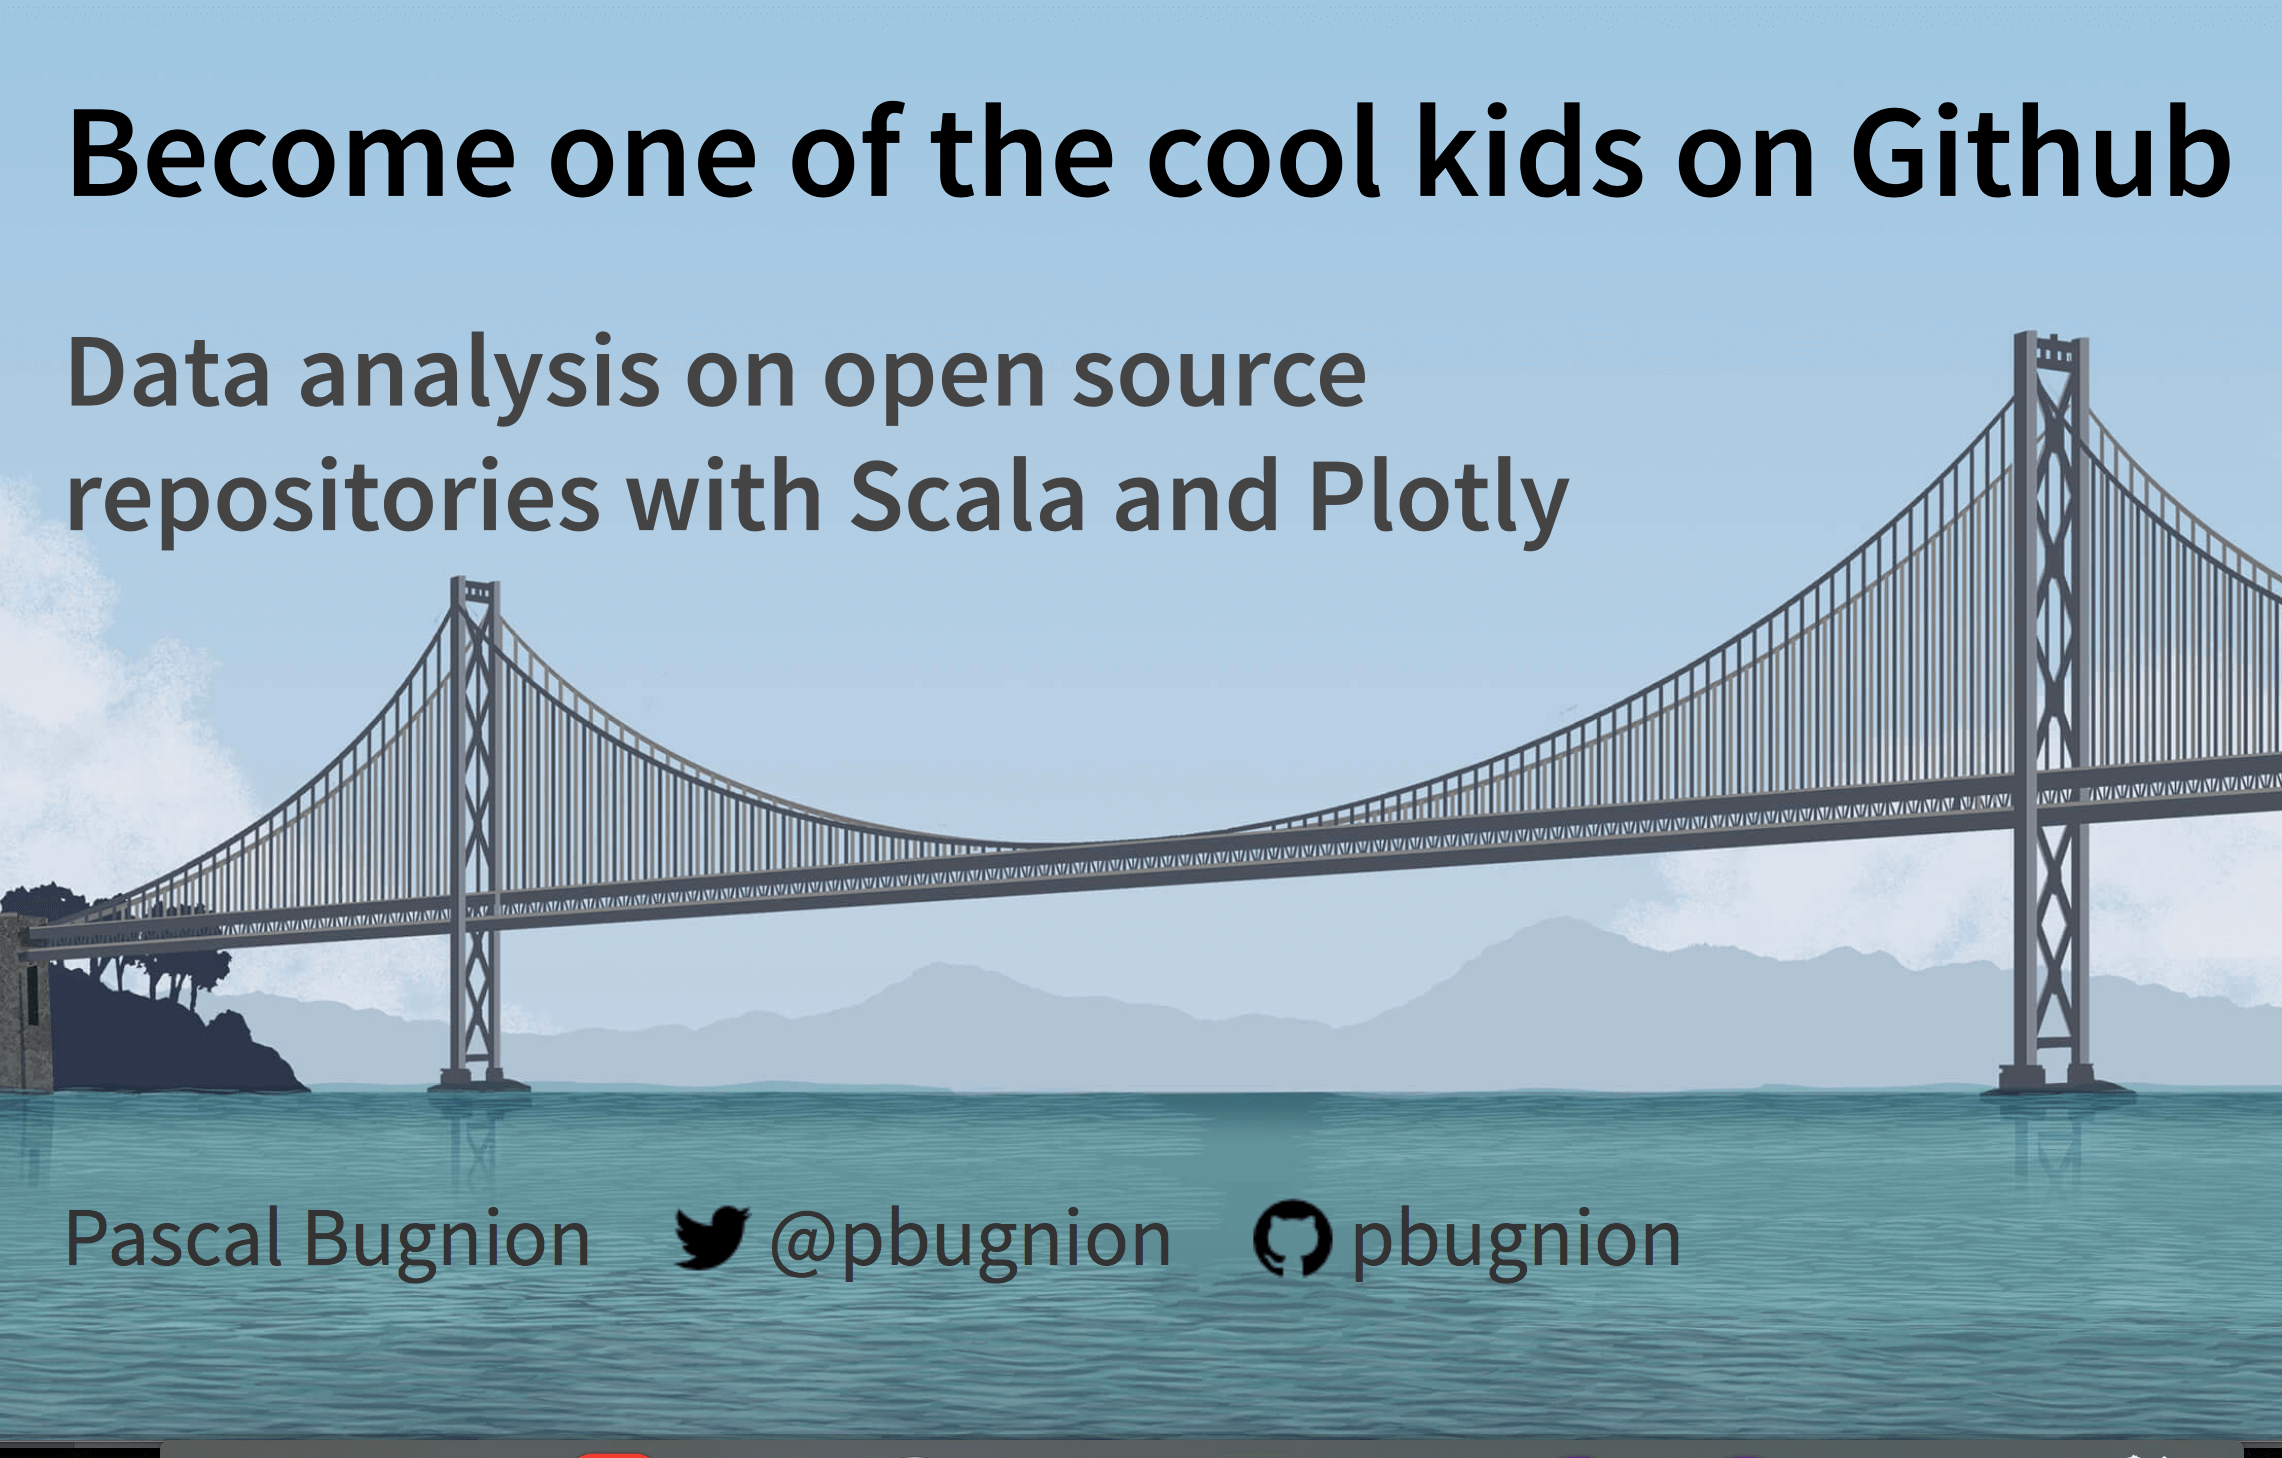 Become one of the cool kids on Github
Data analysis on open source
repositories with Scala and Plotly
Pascal Bugnion @pbugnion pbugnion